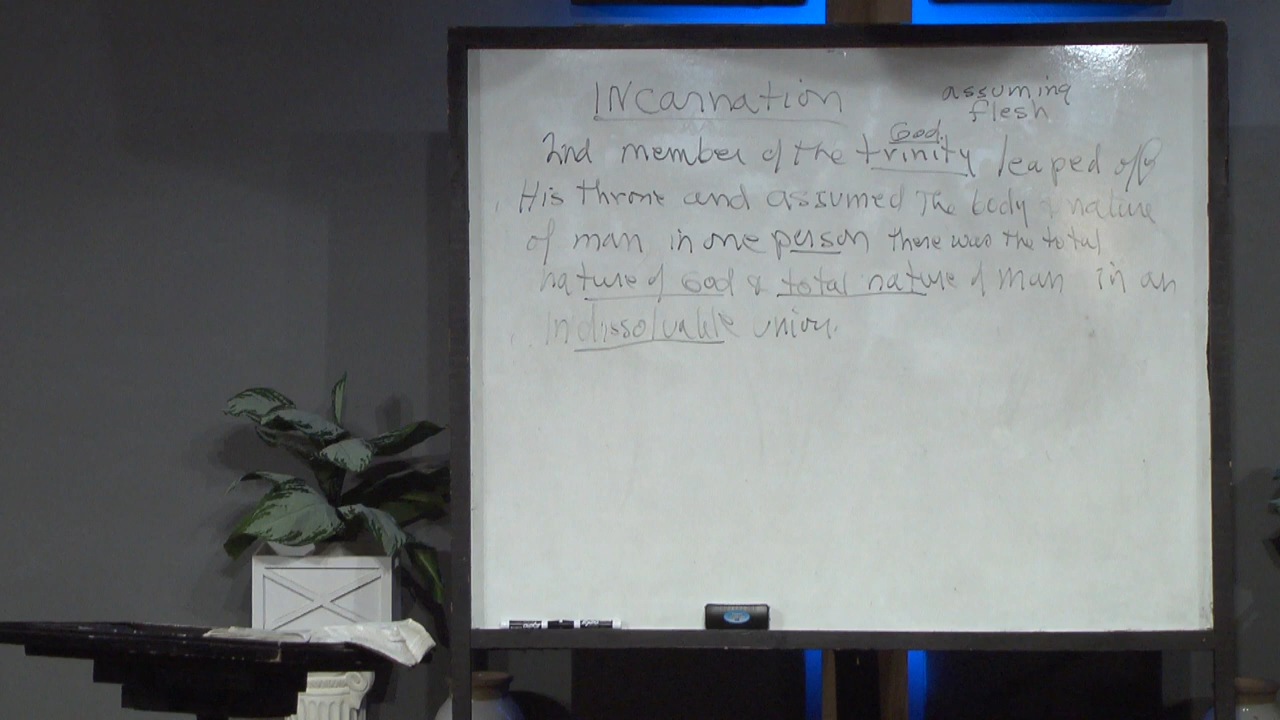 INcarnation
assuming
flesh
God.
2nd member of the trinity leaped off
His throne and assumed The body & nature
of man in one person there was the total
nature of God & total nature of man in an
Indissolvable union.